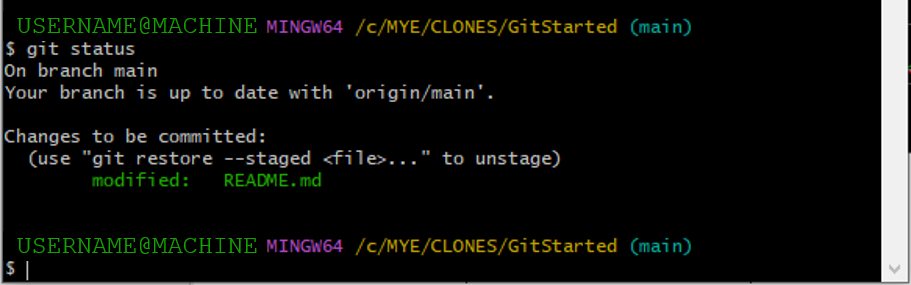 USERNAME@MACHINE MINGW64 /c/MYE/CLONES/GitStarted (main)
$ git status
On branch main
Your branch is up to date with 'origin/main'.
Changes to be committed:
(use "git restore --staged <file>..." to unstage)
modified: README.md
USERNAME@MACHINE MINGW64 /c/MYE/CLONES/GitStarted (main)
$